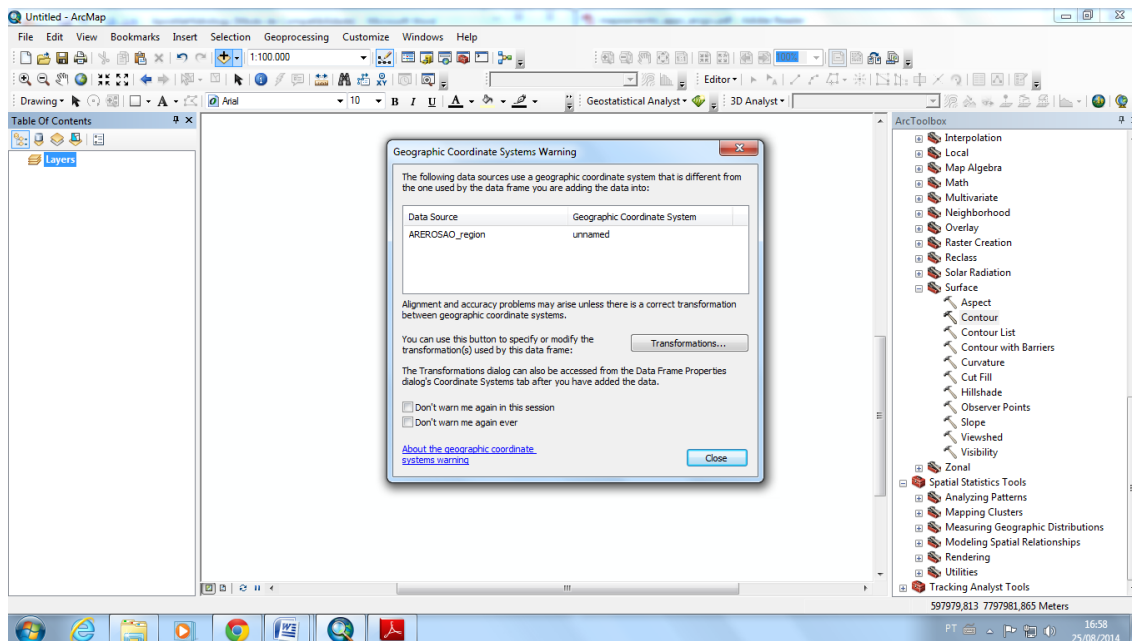 Untitled - ArcMap
File Edit View Bookmarks Insert Selection Geoprocessing Customize Windows Help
1:100.000
100%
Editor
Drawing
Arial
10
B I U A
Geostatistical Analyst
3D Analyst
Table Of Contents
Layers
Geographic Coordinate Systems Warning
The following data sources use a geographic coordinate system that is different from
the one used by the data frame you are adding the data into:
Data Source Geographic Coordinate System
AREROSAO_region unnamed
Alignment and accuracy problems may arise unless there is a correct transformation
between geographic coordinate systems.
You can use this button to specify or modify the
transformation(s) used by this data frame:
Transformations...
The Transformations dialog can also be accessed from the Data Frame Properties
dialog's Coordinate Systems tab after you have added the data.
Don't warn me again in this session
Don't warn me again ever
About the geographic coordinate
systems warning
Close
ArcToolbox
Interpolation
Local
Map Algebra
Math
Multivariate
Neighborhood
Overlay
Raster Creation
Reclass
Solar Radiation
Surface
Aspect
Contour
Contour List
Contour with Barriers
Curvature
Cut Fill
Hillshade
Observer Points
Slope
Viewshed
Visibility
Zonal
Spatial Statistics Tools
Analyzing Patterns
Mapping Clusters
Measuring Geographic Distributions
Modeling Spatial Relationships
Rendering
Utilities
Tracking Analyst Tools
597979,813 7797981,865 Meters
PT
16:58
25/08/2014